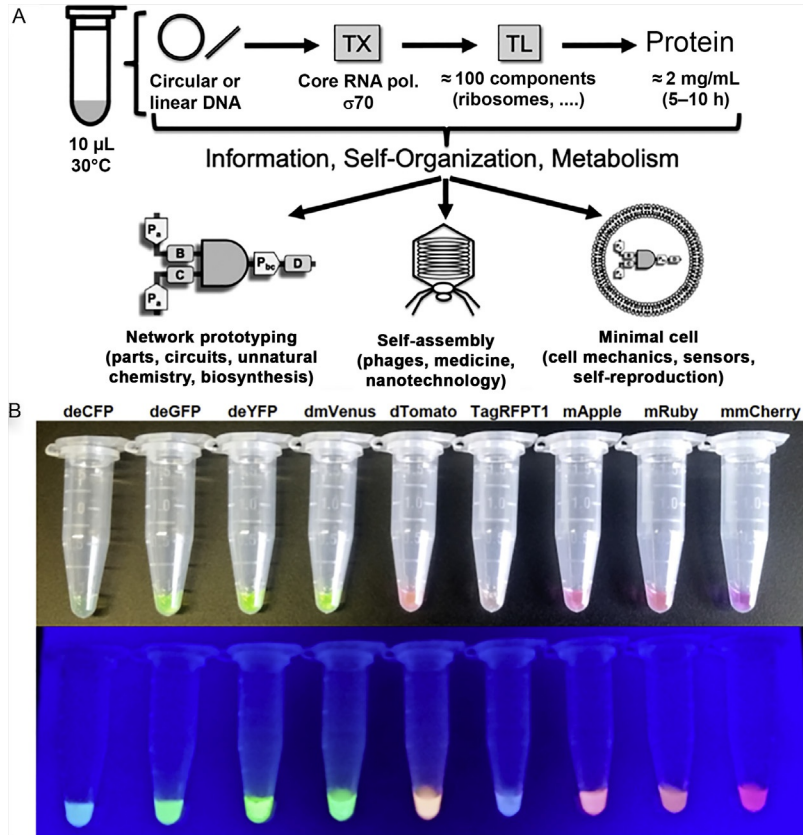 A
TX
TL
Protein
Circular or
linear DNA
Core RNA pol.
σ70
≈ 100 components
(ribosomes, ....)
≈ 2 mg/mL
(5–10 h)
10 µL
30°C
Information, Self-Organization, Metabolism
Pa
B
C
Pa
Pbc
D
Network prototyping
(parts, circuits, unnatural
chemistry, biosynthesis)
Self-assembly
(phages, medicine,
nanotechnology)
Minimal cell
(cell mechanics, sensors,
self-reproduction)
B
deCFP deGFP deYFP dmVenus dTomato TagRFPT1 mApple mRuby mmCherry